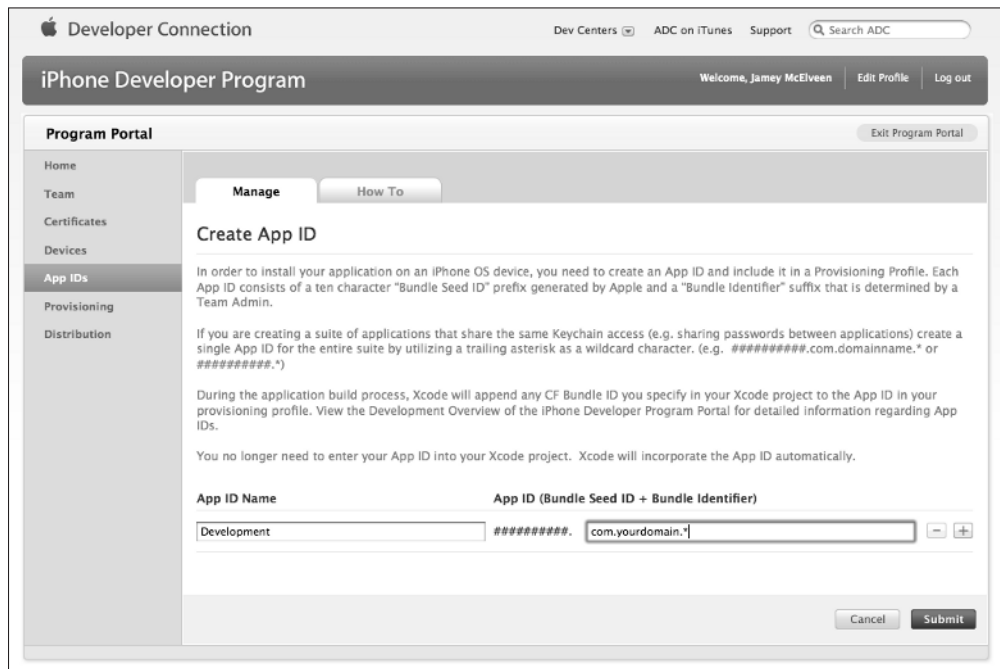 Developer Connection
Dev Centers ADC on iTunes Support Search ADC
iPhone Developer Program
Welcome, Jamey McElveen Edit Profile Log out
Program Portal
Exit Program Portal
Home
Team
Certificates
Devices
App IDs
Provisioning
Distribution
Manage How To
Create App ID
In order to install your application on an iPhone OS device, you need to create an App ID and include it in a Provisioning Profile. Each
App ID consists of a ten character "Bundle Seed ID" prefix generated by Apple and a "Bundle Identifier" suffix that is determined by a
Team Admin.
If you are creating a suite of applications that share the same Keychain access (e.g. sharing passwords between applications) create a
single App ID for the entire suite by utilizing a trailing asterisk as a wildcard character. (e.g. ##########.com.domainname.* or
##########.*)
During the application build process, Xcode will append any CF Bundle ID you specify in your Xcode project to the App ID in your
provisioning profile. View the Development Overview of the iPhone Developer Program Portal for detailed information regarding App
IDs.
You no longer need to enter your App ID into your Xcode project. Xcode will incorporate the App ID automatically.
App ID Name App ID (Bundle Seed ID + Bundle Identifier)
Development ##########. com.yourdomain.* - +
Cancel Submit